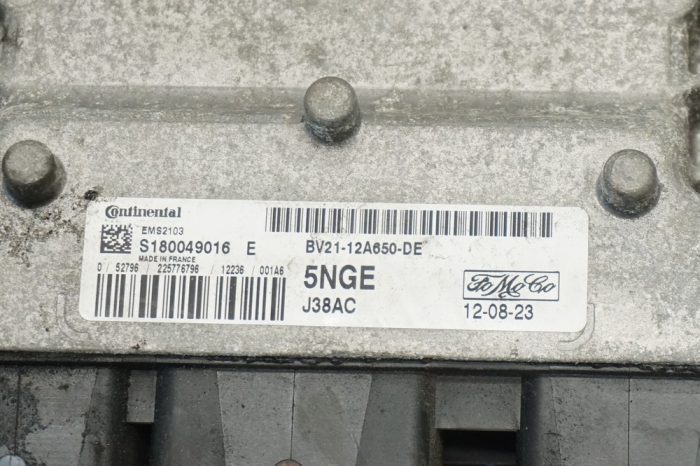 Continental
EMS2103
S180049016 E
MADE IN FRANCE
0 / 52796 / 225776796 / 12236 / 001A6
BV21-12A650-DE
5NGE
J38AC
FoMoCo
12-08-23